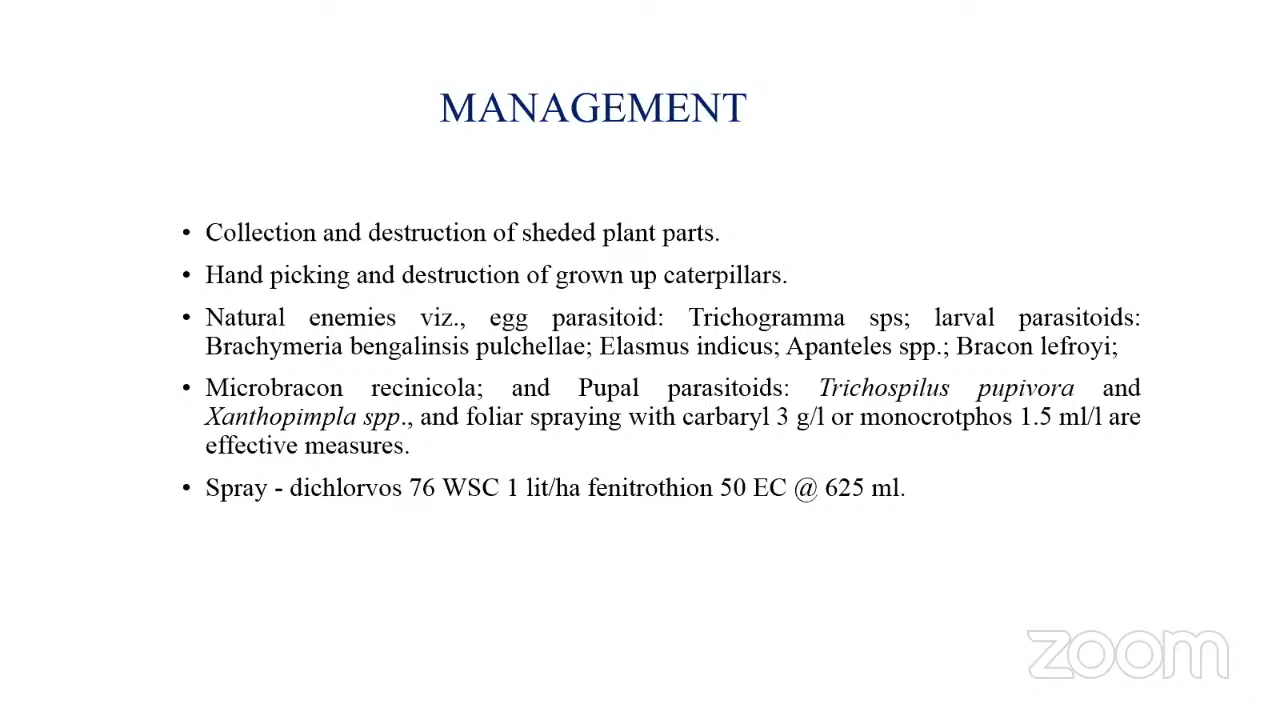 MANAGEMENT
• Collection and destruction of sheded plant parts.
• Hand picking and destruction of grown up caterpillars.
• Natural enemies viz., egg parasitoid: Trichogramma sps; larval parasitoids:
Brachymeria bengalinsis pulchellae; Elasmus indicus; Apanteles spp.; Bracon lefroyi;
• Microbracon recinicola; and Pupal parasitoids: Trichospilus pupivora and
Xanthopimpla spp., and foliar spraying with carbaryl 3 g/l or monocrotphos 1.5 ml/l are
effective measures.
• Spray - dichlorvos 76 WSC 1 lit/ha fenitrothion 50 EC @ 625 ml.
zoom